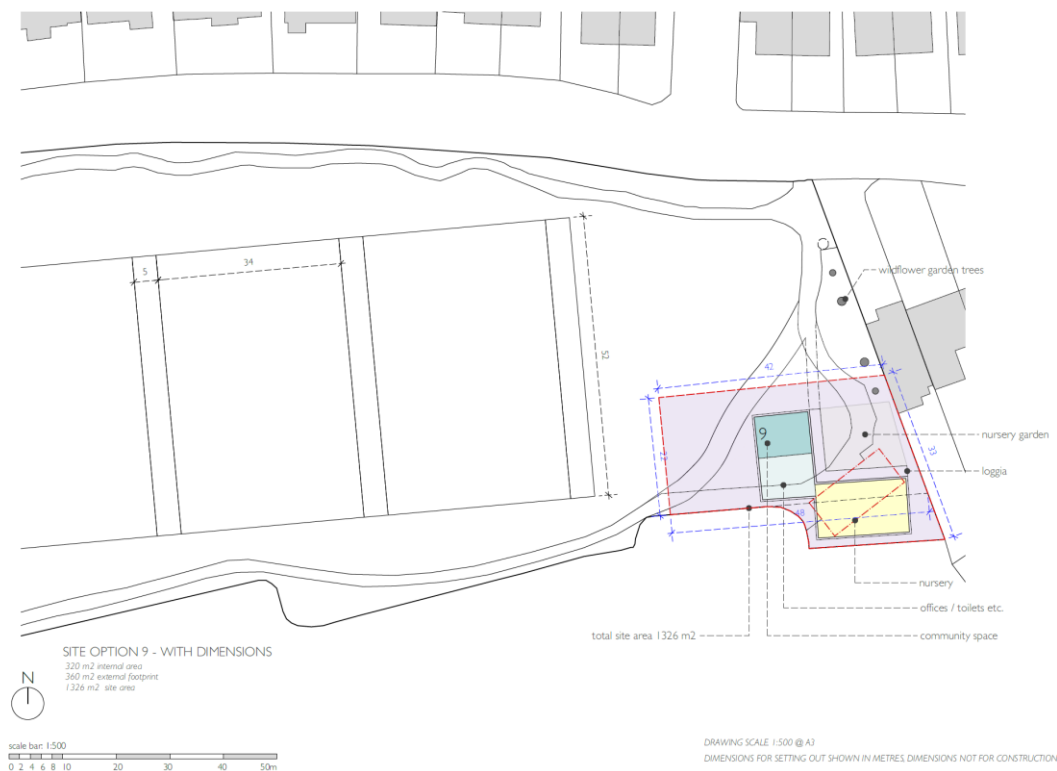 5
34
52
wildflower garden trees
42
9
22
33
nursery garden
loggia
48
nursery
offices / toilets etc.
total site area 1326 m2
community space
SITE OPTION 9 - WITH DIMENSIONS
320 m2 internal area
360 m2 external footprint
1326 m2 site area
N
scale bar: 1:500
0 2 4 6 8 10 20 30 40 50m
DRAWING SCALE 1:500 @ A3
DIMENSIONS FOR SETTING OUT SHOWN IN METRES, DIMENSIONS NOT FOR CONSTRUCTION